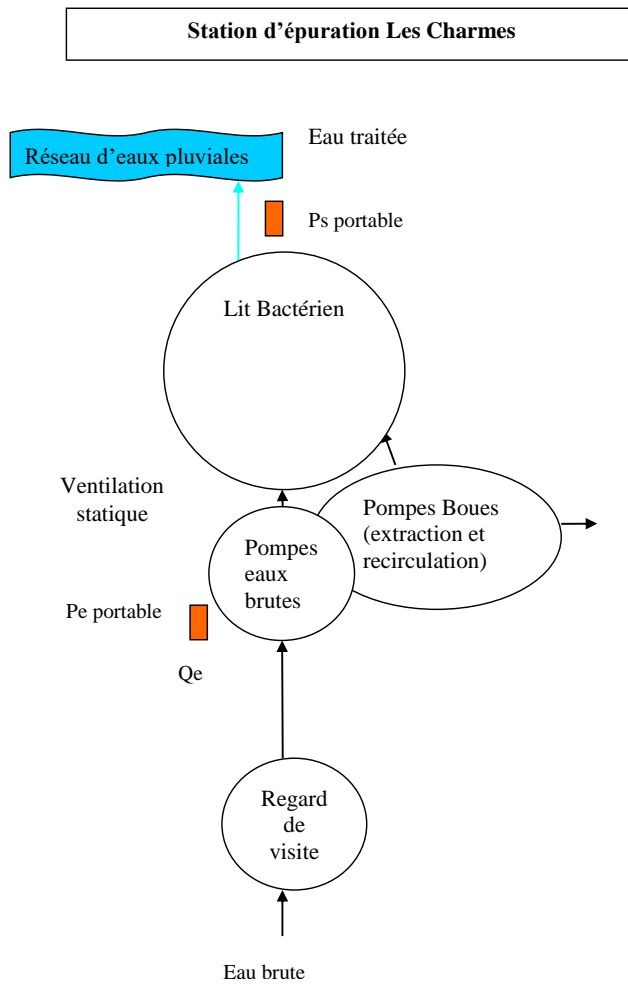 Station d'épuration Les Charmes
Eau traitée
Réseau d'eaux pluviales
Ps portable
Lit Bactérien
Ventilation
statique
Pompes Boues
(extraction et
recirculation)
Pompes
eaux
brutes
Pe portable
Qe
Regard
de
visite
Eau brute